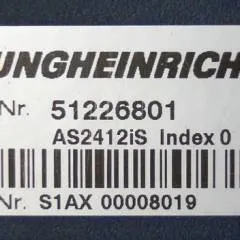 UNGHEINRICH
Nr. 51226801
AS2412iS Index 0
Nr. S1AX 00008019